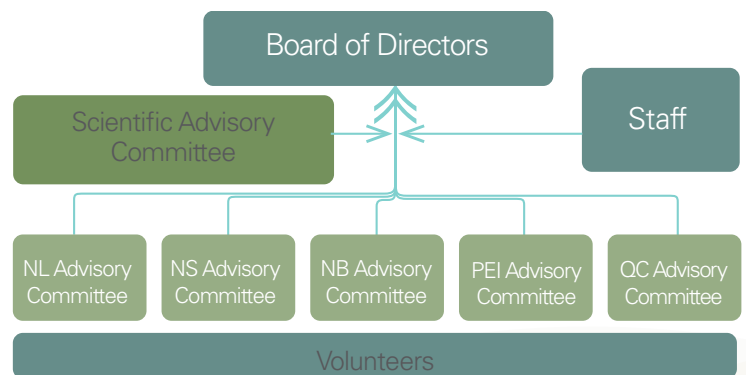 Board of Directors
Scientific Advisory
Committee
Staff
NL Advisory
Committee
NS Advisory
Committee
NB Advisory
Committee
PEI Advisory
Committee
QC Advisory
Committee
Volunteers